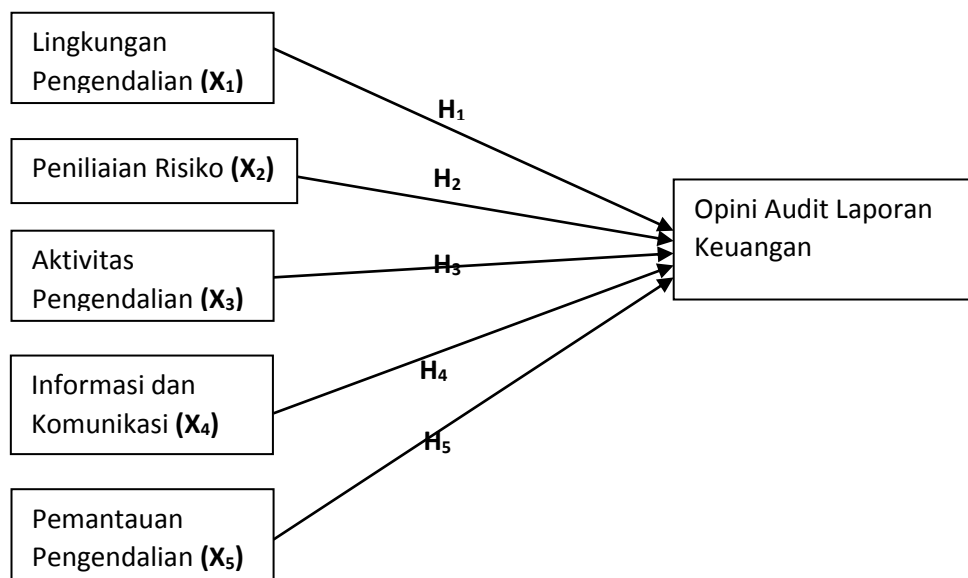 Lingkungan
Pengendalian (X₁)
H₁
Peniliaian Risiko (X₂)
H₂
Opini Audit Laporan
Keuangan
Aktivitas
Pengendalian (X₃)
H₃
Informasi dan
Komunikasi (X₄)
H₄
H₅
Pemantauan
Pengendalian (X₅)